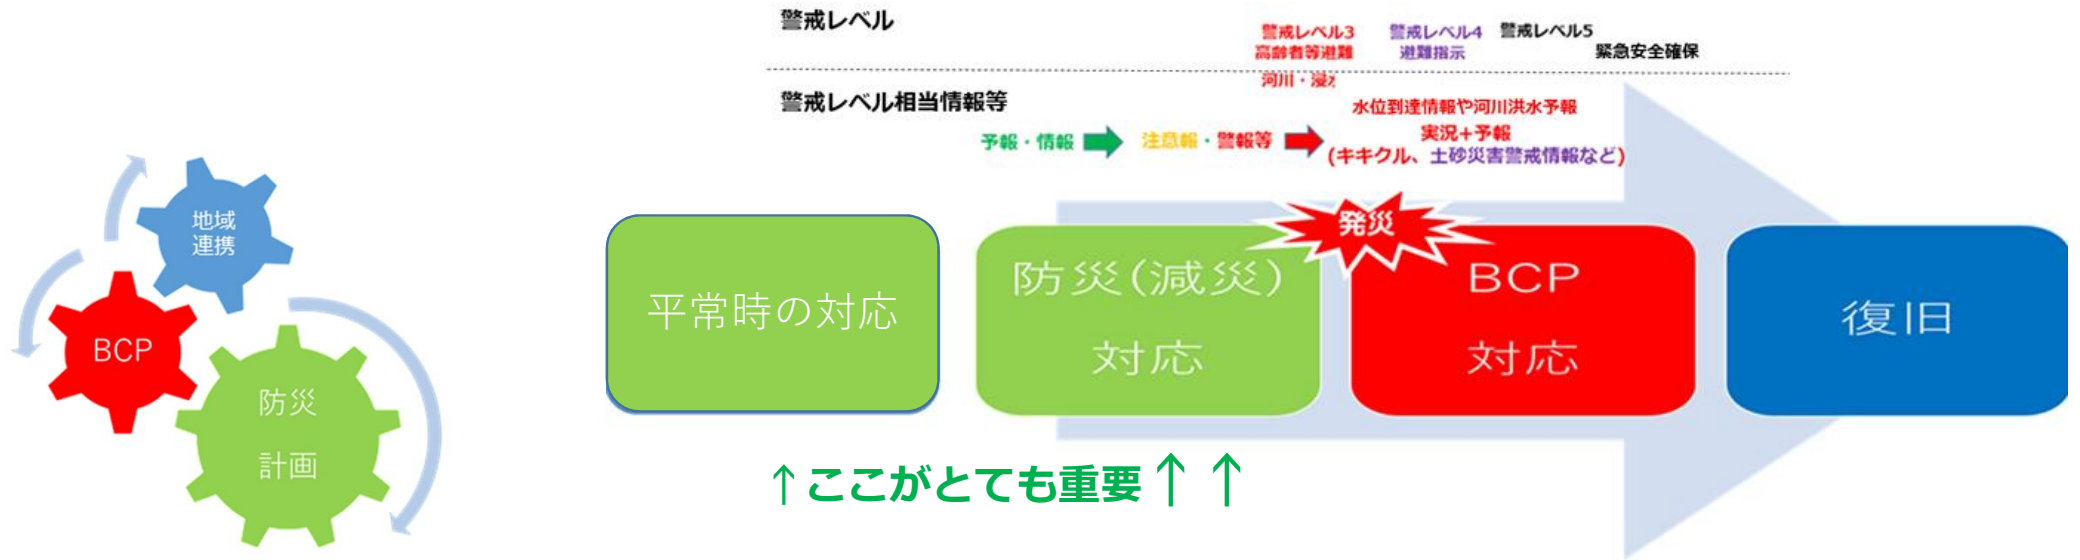 警戒レベル
警戒レベル3
高齢者等避難
警戒レベル4
避難指示
警戒レベル5
緊急安全確保
河川・浸
警戒レベル相当情報等
水位到達情報や河川洪水予報
実況+予報
(キキクル、土砂災害警戒情報など)
予報・情報
注意報・警報等
地域
連携
BCP
防災
計画
平常時の対応
防災(減災)
対応
発災
BCP
対応
復旧
↑ここがとても重要↑ ↑